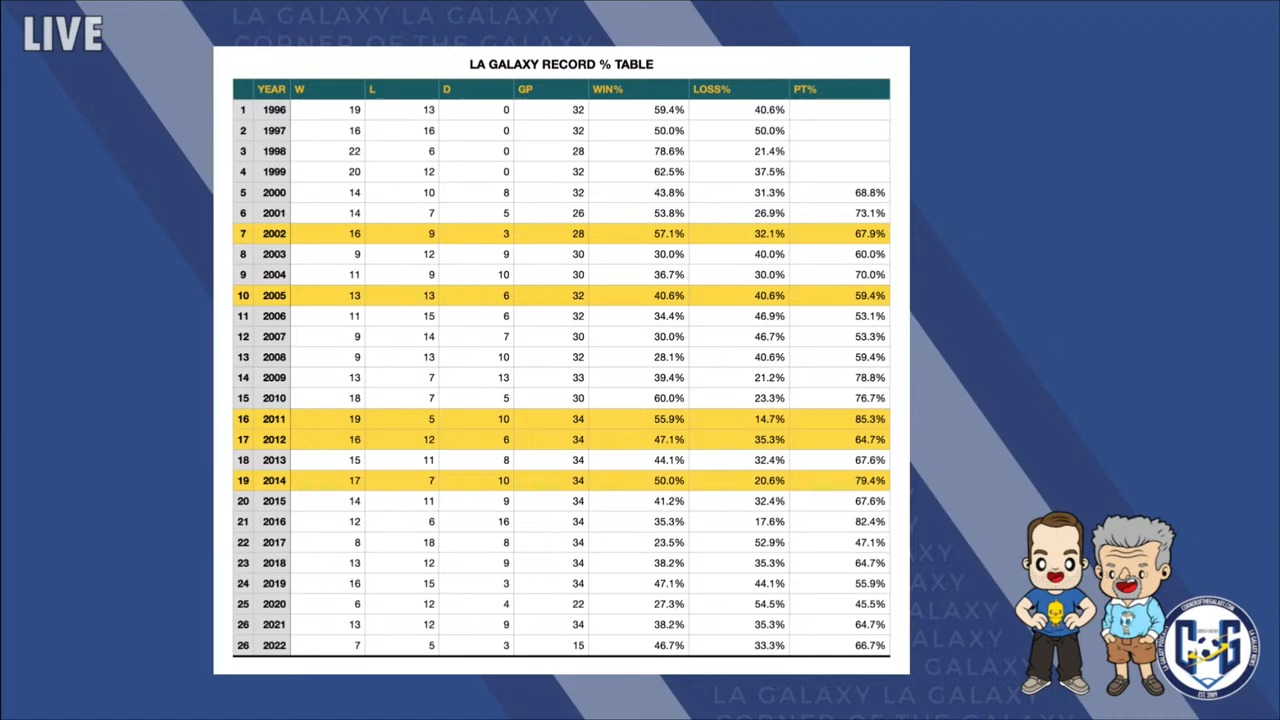 LA GALAXY LA GALAXY
LIVE
CORNER OF THE GALAXY
LA GALAXY RECORD % TABLE
YEAR W L D GP WIN% LOSS% PT%
1 1996 19 13 0 32 59.4% 40.6%
2 1997 16 16 0 32 50.0% 50.0%
3 1998 22 6 0 28 78.6% 21.4%
4 1999 20 12 0 32 62.5% 37.5%
5 2000 14 10 8 32 43.8% 31.3% 68.8%
6 2001 14 7 5 26 53.8% 26.9% 73.1%
7 2002 16 9 3 28 57.1% 32.1% 67.9%
8 2003 9 12 9 30 30.0% 40.0% 60.0%
9 2004 11 9 10 30 36.7% 30.0% 70.0%
10 2005 13 13 6 32 40.6% 40.6% 59.4%
11 2006 11 15 6 32 34.4% 46.9% 53.1%
12 2007 9 14 7 30 30.0% 46.7% 53.3%
13 2008 9 13 10 32 28.1% 40.6% 59.4%
14 2009 13 7 13 33 39.4% 21.2% 78.8%
15 2010 18 7 5 30 60.0% 23.3% 76.7%
16 2011 19 5 10 34 55.9% 14.7% 85.3%
17 2012 16 12 6 34 47.1% 35.3% 64.7%
18 2013 15 11 8 34 44.1% 32.4% 67.6%
19 2014 17 7 10 34 50.0% 20.6% 79.4%
20 2015 14 11 9 34 41.2% 32.4% 67.6%
21 2016 12 6 16 34 35.3% 17.6% 82.4%
22 2017 8 18 8 34 23.5% 52.9% 47.1%
23 2018 13 12 9 34 38.2% 35.3% 64.7%
24 2019 16 15 3 34 47.1% 44.1% 55.9%
25 2020 6 12 4 22 27.3% 54.5% 45.5%
26 2021 13 12 9 34 38.2% 35.3% 64.7%
26 2022 7 5 3 15 46.7% 33.3% 66.7%
CORNEROFTHEGALAXY.COM
LA GALAXY NEWS
EST. 2009
LA GALAXY LA GALAXY